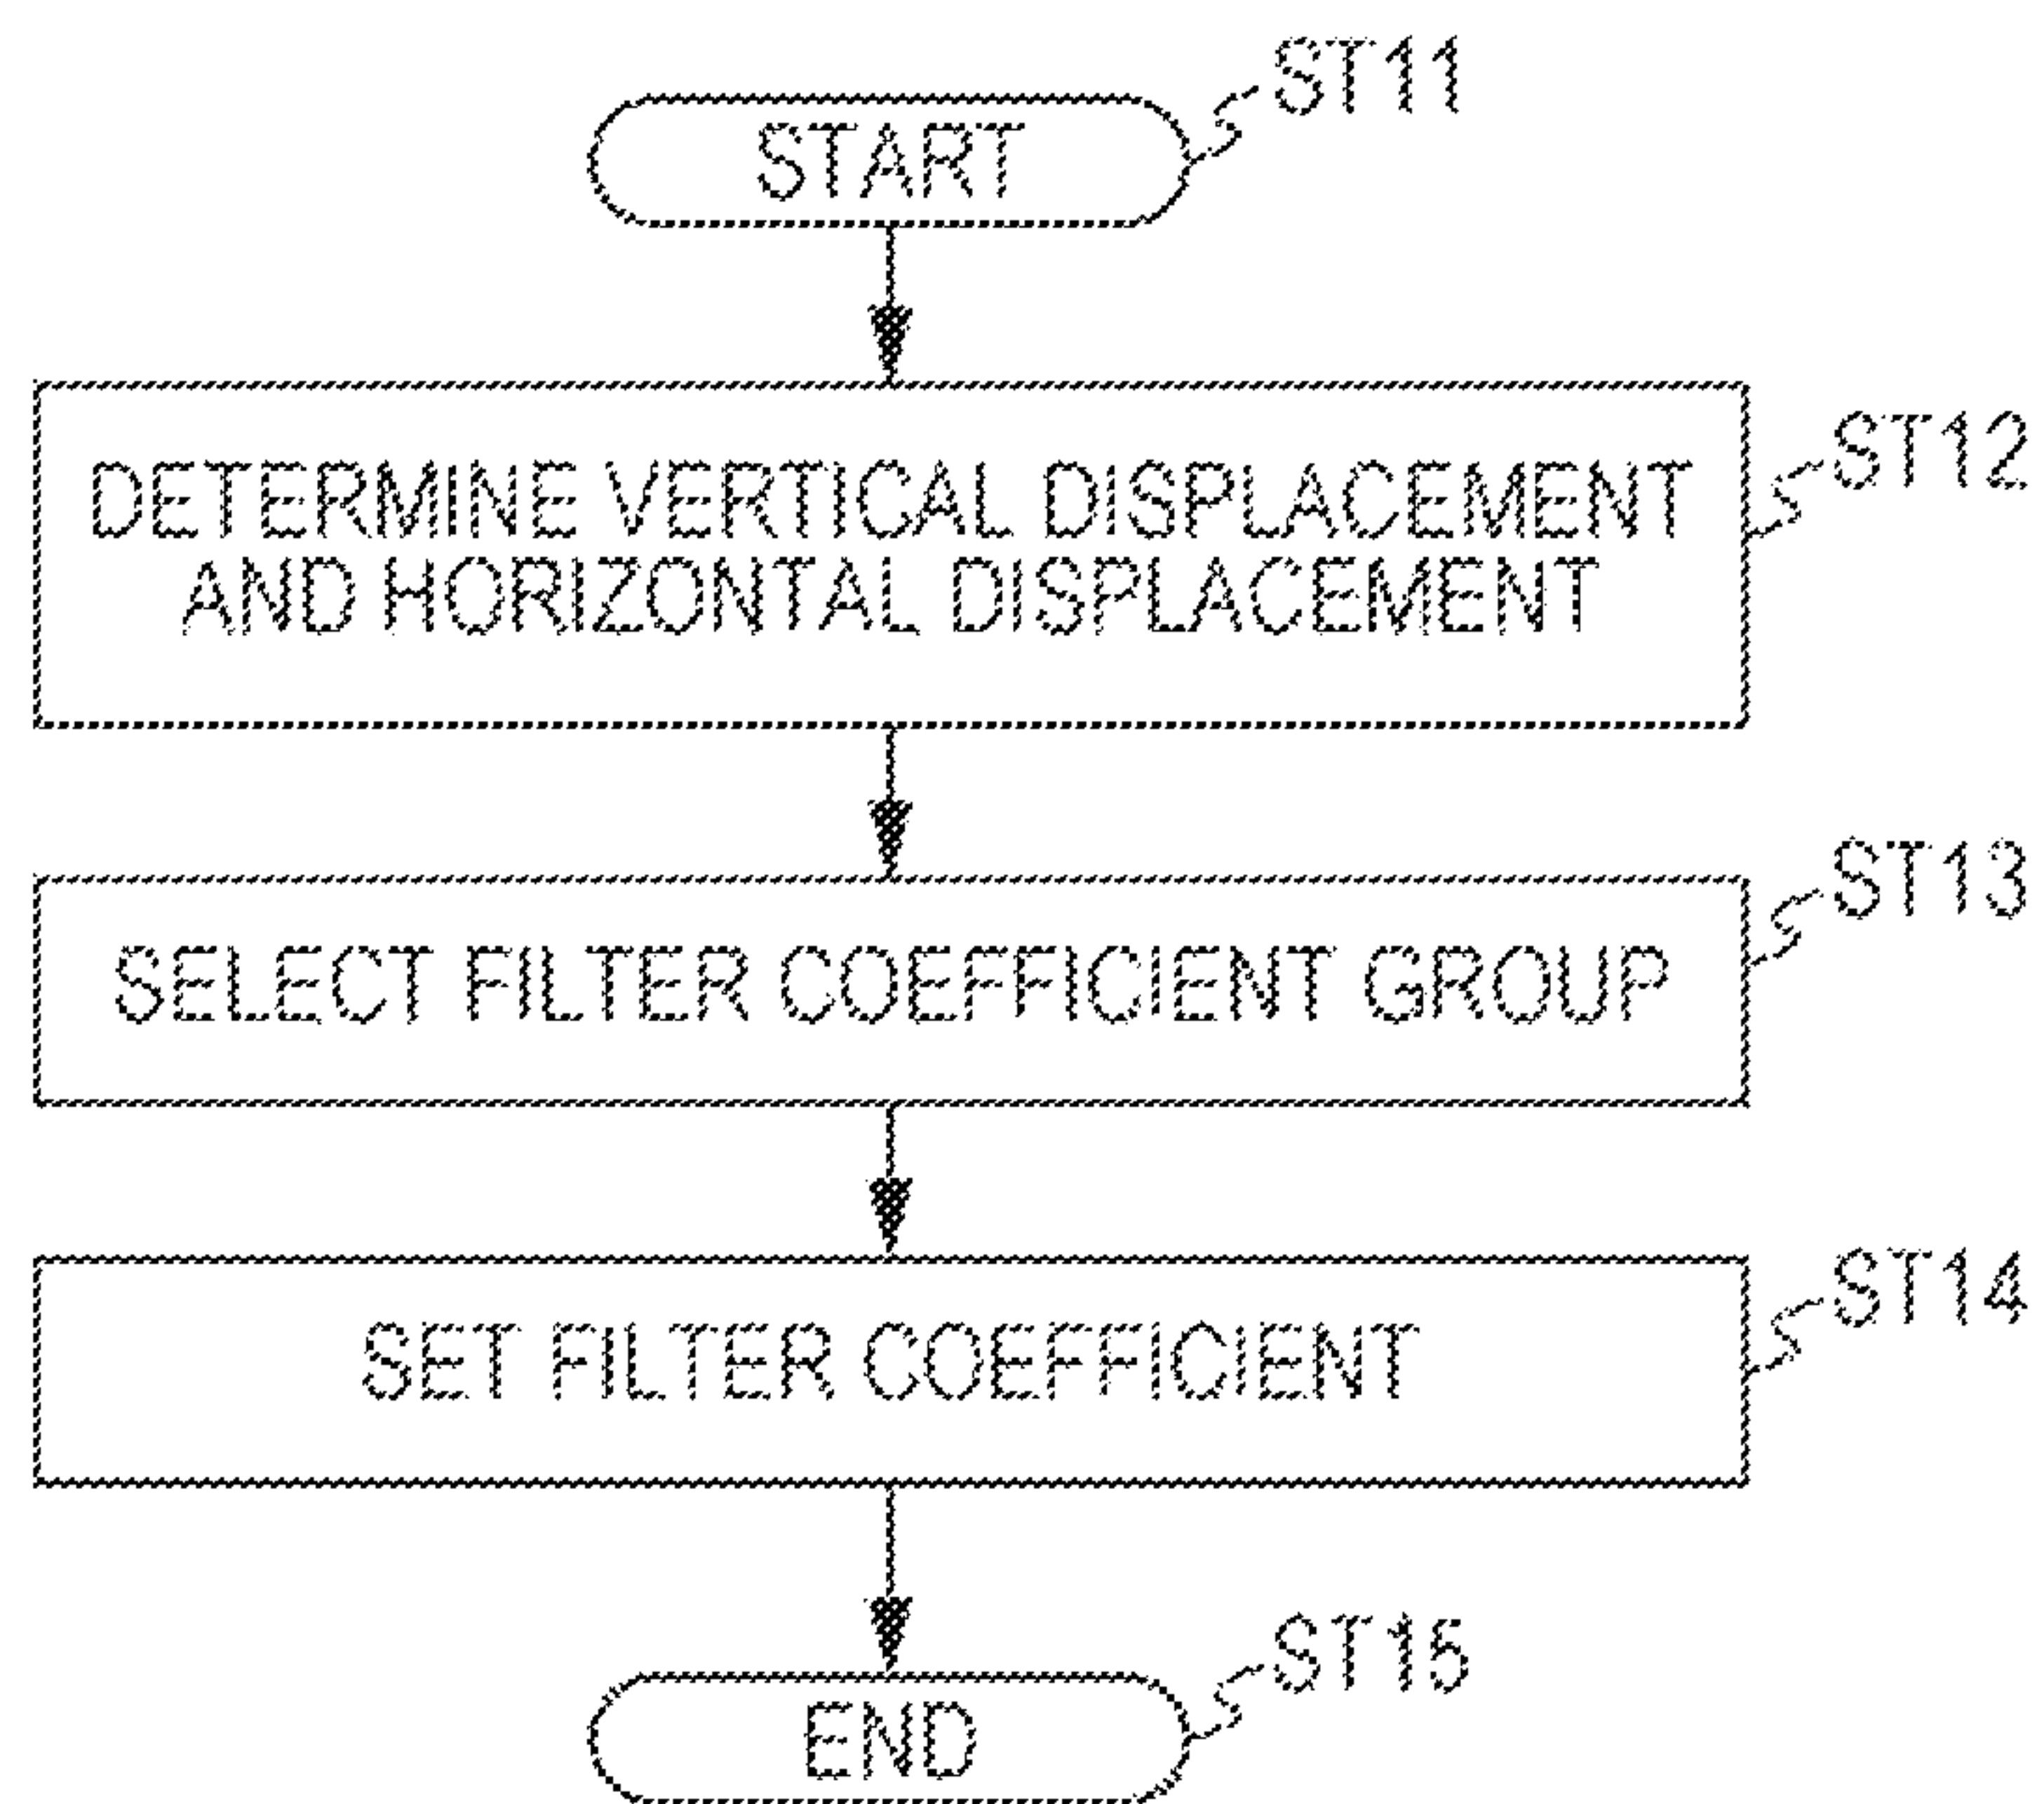 START
ST11
DETERMINE VERTICAL DISPLACEMENT
AND HORIZONTAL DISPLACEMENT
ST12
SELECT FILTER COEFFICIENT GROUP
ST13
SET FILTER COEFFICIENT
ST14
END
ST15